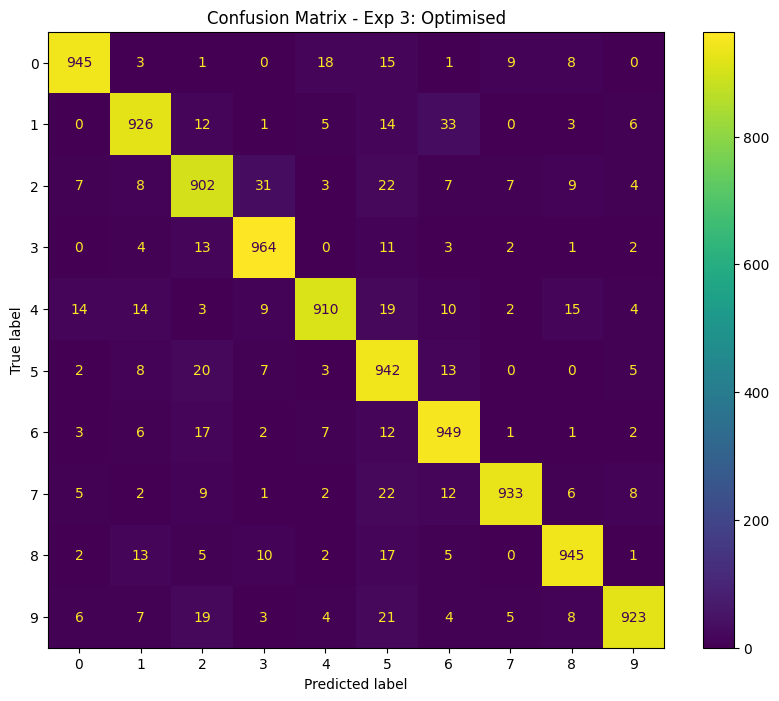 Confusion Matrix - Exp 3: Optimised
0 945 3 1 0 18 15 1 9 8 0
1 0 926 12 1 5 14 33 0 3 6
2 7 8 902 31 3 22 7 7 9 4
3 0 4 13 964 0 11 3 2 1 2
4 14 14 3 9 910 19 10 2 15 4
5 2 8 20 7 3 942 13 0 0 5
6 3 6 17 2 7 12 949 1 1 2
7 5 2 9 1 2 22 12 933 6 8
8 2 13 5 10 2 17 5 0 945 1
9 6 7 19 3 4 21 4 5 8 923
0 1 2 3 4 5 6 7 8 9
Predicted label
True label
800
600
400
200
0